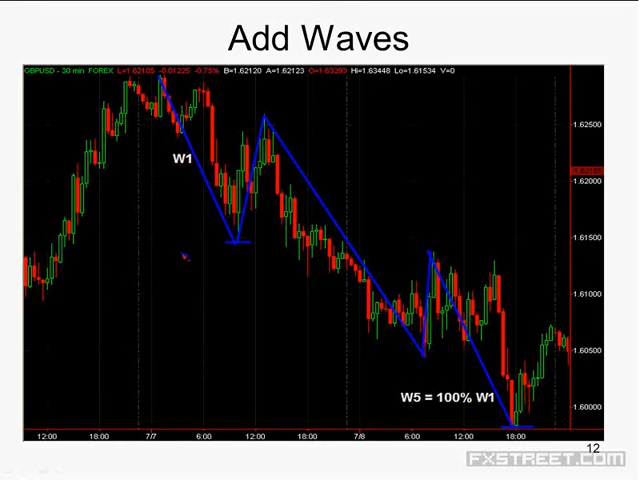 Add Waves
GBPUSD - 30 min FOREX L=1.62105 -0.01225 -0.75% B=1.62120 A=1.62123 O=1.63293 Hi=1.63448 Lo=1.61534 V=0
1.62500
1.62000
1.61500
1.61000
1.60500
1.60000
W1
W5 = 100% W1
12:00 18:00 7/7 6:00 12:00 18:00 7/8 6:00 12:00 18:00
12
FXSTREET.COM